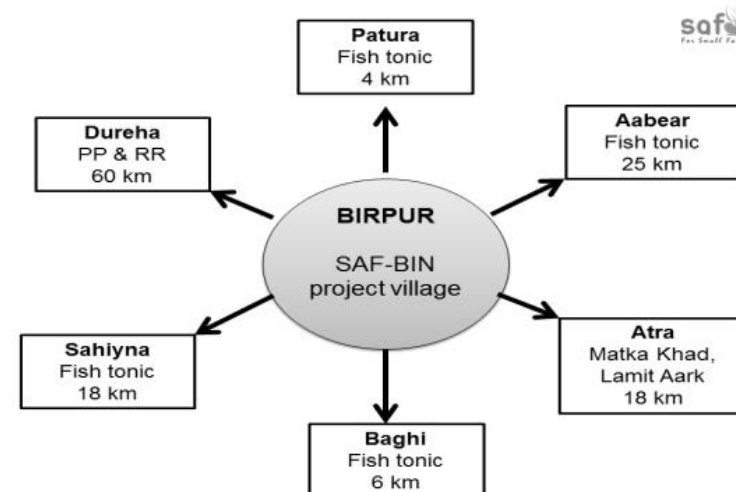 Patura
Fish tonic
4 km
Dureha
PP & RR
60 km
Aabear
Fish tonic
25 km
BIRPUR
SAF-BIN
project village
Sahiyna
Fish tonic
18 km
Atra
Matka Khad,
Lamit Aark
18 km
Baghi
Fish tonic
6 km